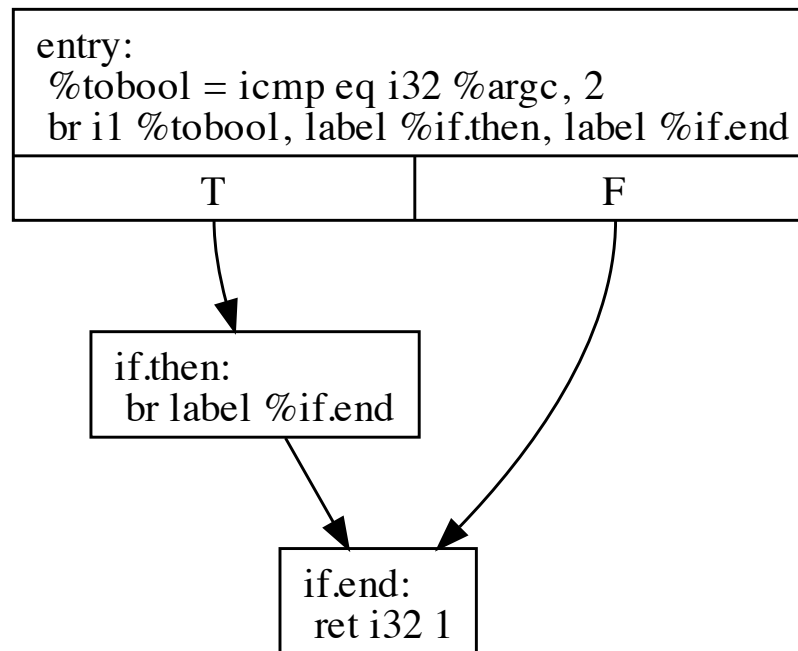 entry:
%tobool = icmp eq i32 %argc, 2
br i1 %tobool, label %if.then, label %if.end
T
F
if.then:
br label %if.end
if.end:
ret i32 1